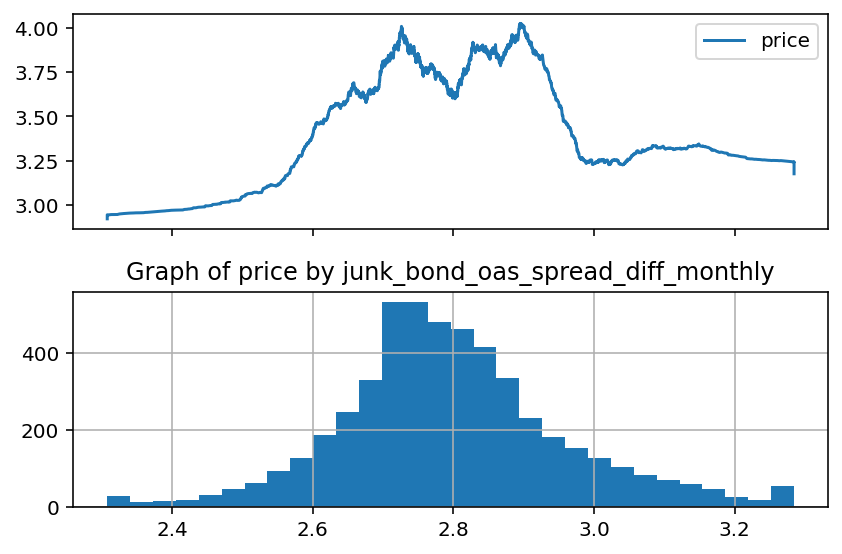 4.00
price
3.75
3.50
3.25
3.00
Graph of price by junk_bond_oas_spread_diff_monthly
400
200
0
2.4 2.6 2.8 3.0 3.2